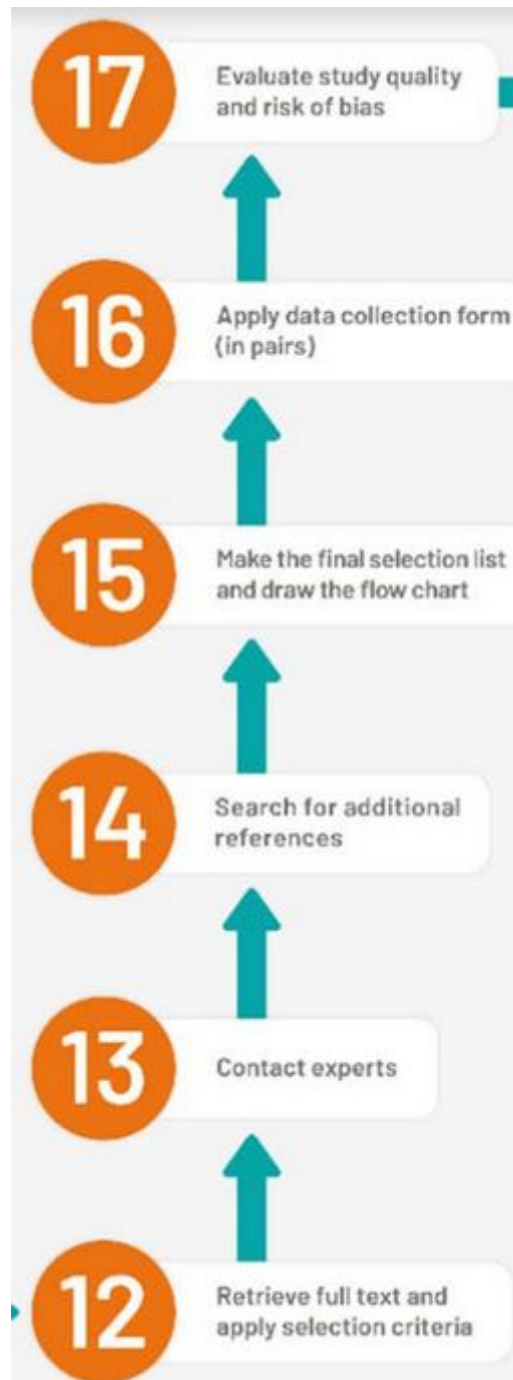 17
Evaluate study quality
and risk of bias
16
Apply data collection form
(in pairs)
15
Make the final selection list
and draw the flow chart
14
Search for additional
references
13
Contact experts
12
Retrieve full text and
apply selection criteria